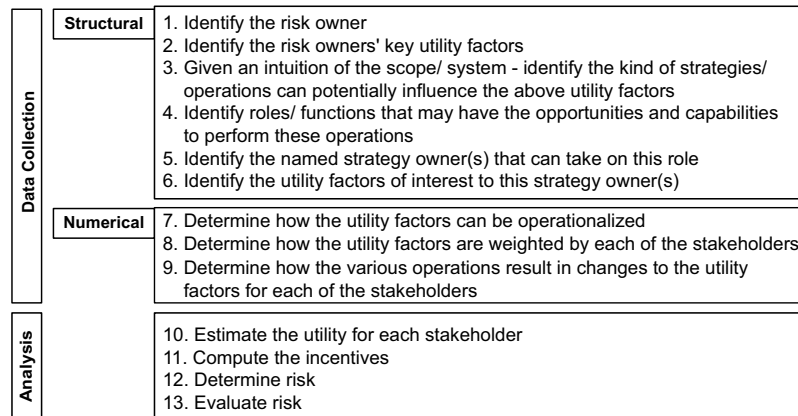 Data Collection
Structural
1. Identify the risk owner
2. Identify the risk owners' key utility factors
3. Given an intuition of the scope/ system - identify the kind of strategies/
operations can potentially influence the above utility factors
4. Identify roles/ functions that may have the opportunities and capabilities
to perform these operations
5. Identify the named strategy owner(s) that can take on this role
6. Identify the utility factors of interest to this strategy owner(s)
Numerical
7. Determine how the utility factors can be operationalized
8. Determine how the utility factors are weighted by each of the stakeholders
9. Determine how the various operations result in changes to the utility
factors for each of the stakeholders
Analysis
10. Estimate the utility for each stakeholder
11. Compute the incentives
12. Determine risk
13. Evaluate risk